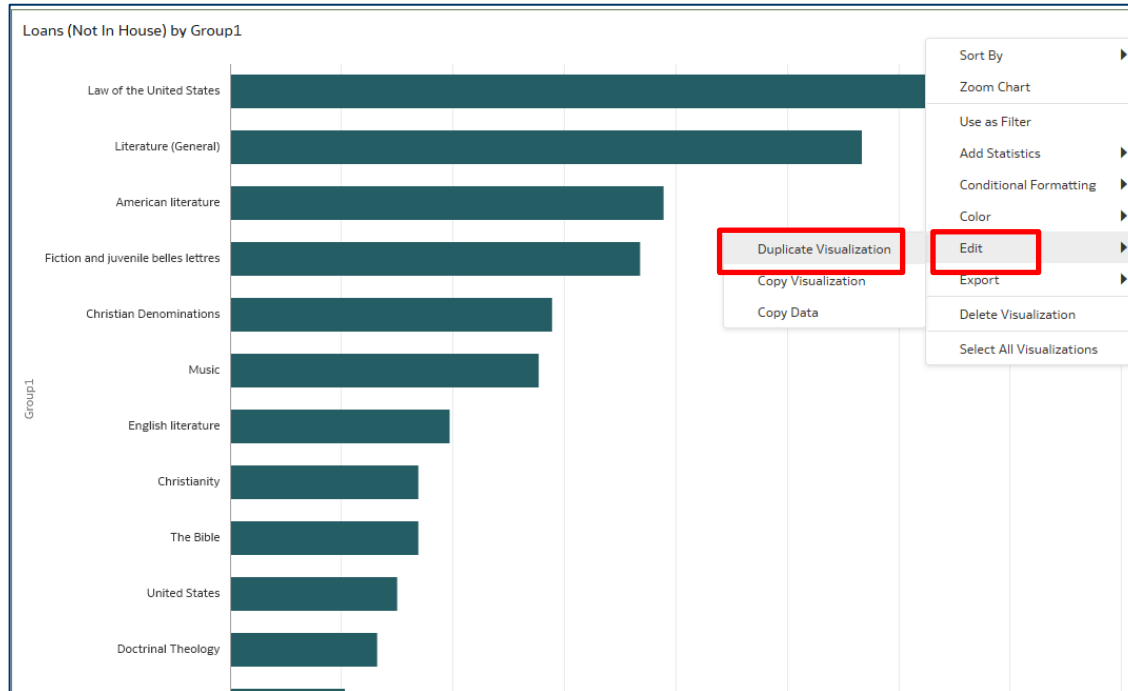 Loans (Not In House) by Group1
Law of the United States
Literature (General)
American literature
Fiction and juvenile belles lettres
Christian Denominations
Music
English literature
Christianity
The Bible
United States
Doctrinal Theology
Group1
Sort By
Zoom Chart
Use as Filter
Add Statistics
Conditional Formatting
Color
Edit
Export
Delete Visualization
Select All Visualizations
Duplicate Visualization
Copy Visualization
Copy Data